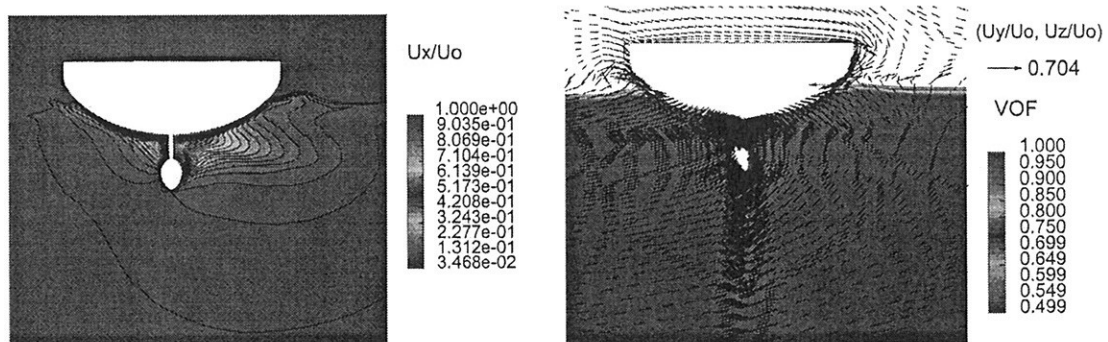 Ux/Uo
1.000e+00
9.035e-01
8.069e-01
7.104e-01
6.139e-01
5.173e-01
4.208e-01
3.243e-01
2.277e-01
1.312e-01
3.468e-02
(Uy/Uo, Uz/Uo)
0.704
VOF
1.000
0.950
0.900
0.850
0.800
0.750
0.699
0.649
0.599
0.549
0.499